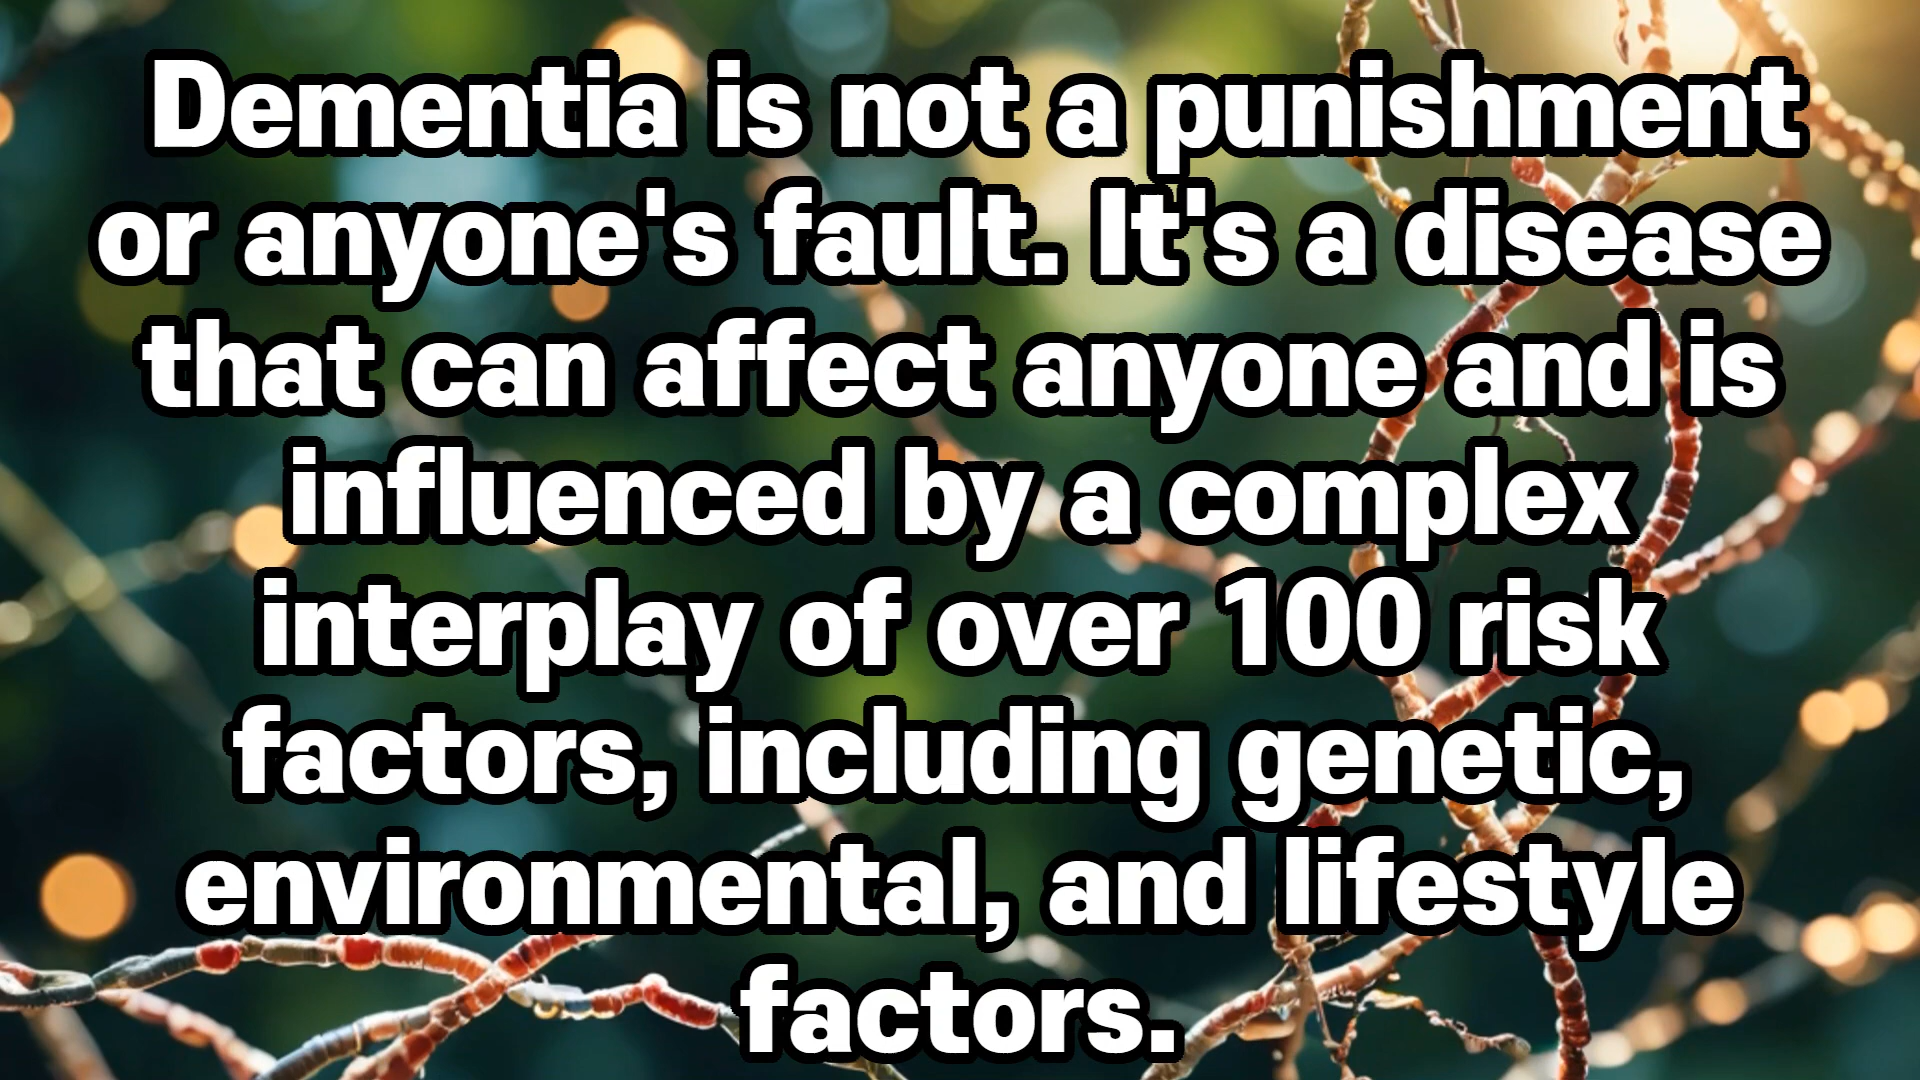 Dementia is not a punishment
or anyone's fault. It's a disease
that can affect anyone and is
influenced by a complex
interplay of over 100 risk
factors, including genetic,
environmental, and lifestyle
factors.